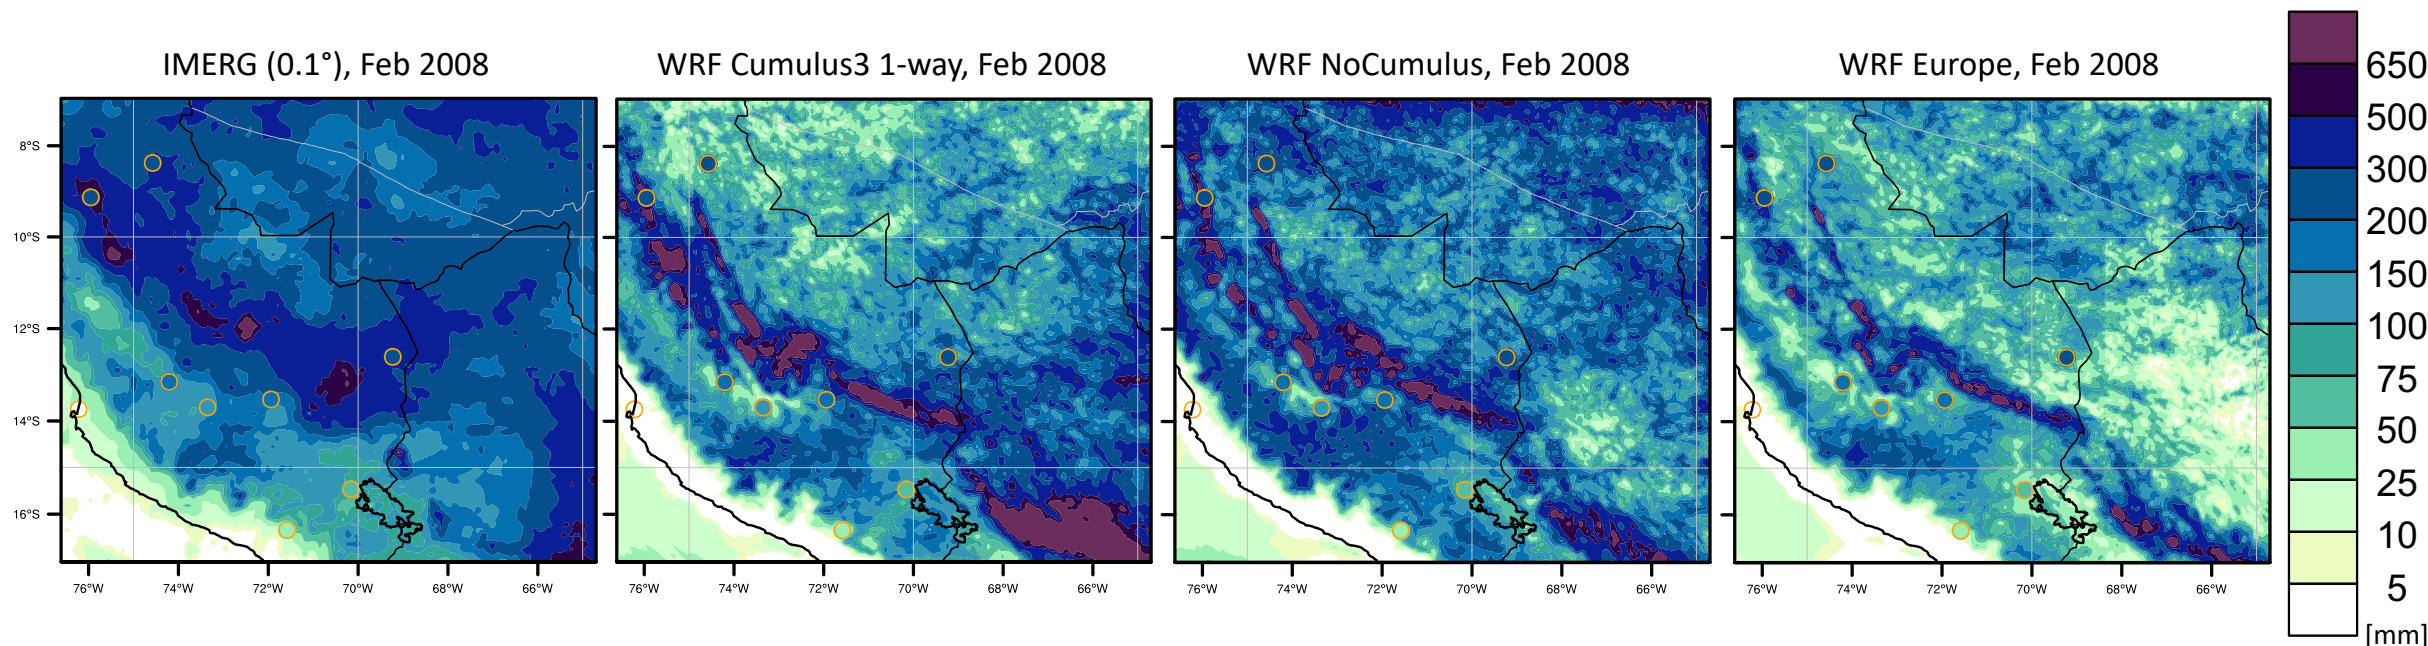 IMERG (0.1°), Feb 2008
WRF Cumulus3 1-way, Feb 2008
WRF NoCumulus, Feb 2008
WRF Europe, Feb 2008
8°S
10°S
12°S
14°S
16°S
76°W 74°W 72°W 70°W 68°W 66°W
76°W 74°W 72°W 70°W 68°W 66°W
76°W 74°W 72°W 70°W 68°W 66°W
76°W 74°W 72°W 70°W 68°W 66°W
650
500
300
200
150
100
75
50
25
10
5
[mm]